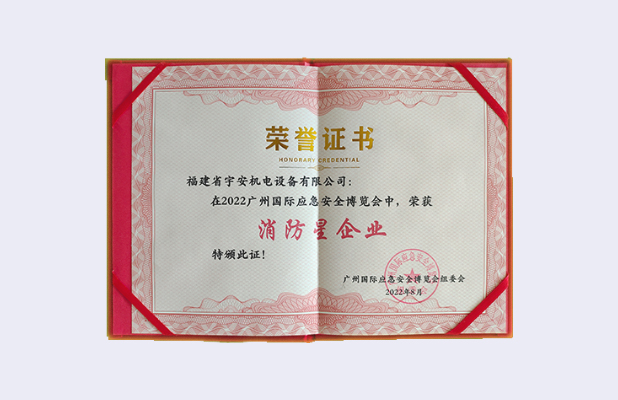 荣誉证书
HONORARY CREDENTIAL
福建省宇安机电设备有限公司：
在2022广州国际应急安全博览会中，荣获
消防星企业
特颁此证！
广州国际应急安全博览会组委会
2022年8月